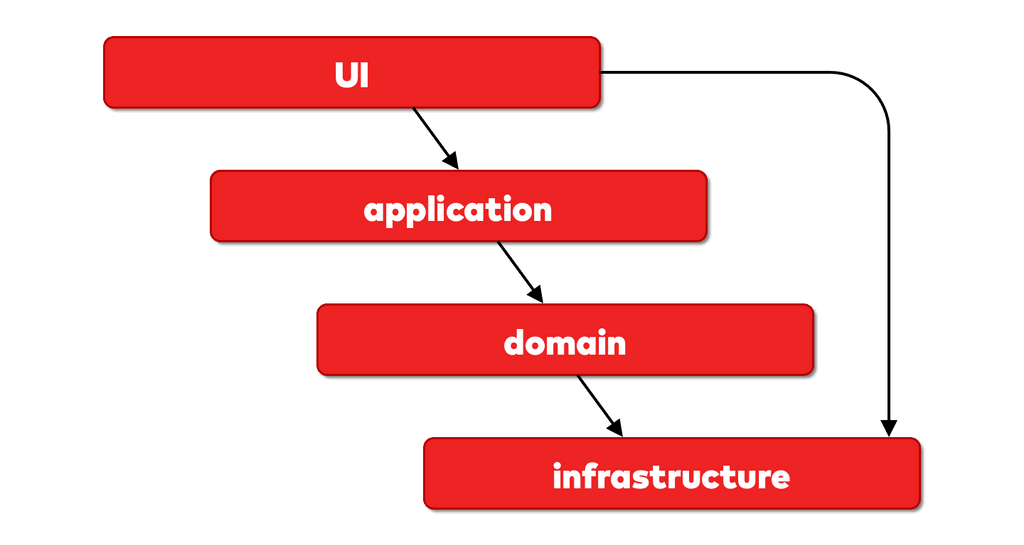 UI
application
domain
infrastructure